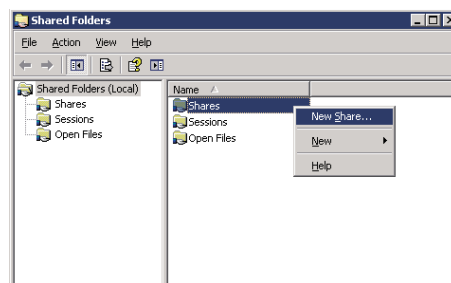 Shared Folders
File Action View Help
Shared Folders (Local)
Shares
Sessions
Open Files
Name
Shares
Sessions
Open Files
New Share...
New
Help